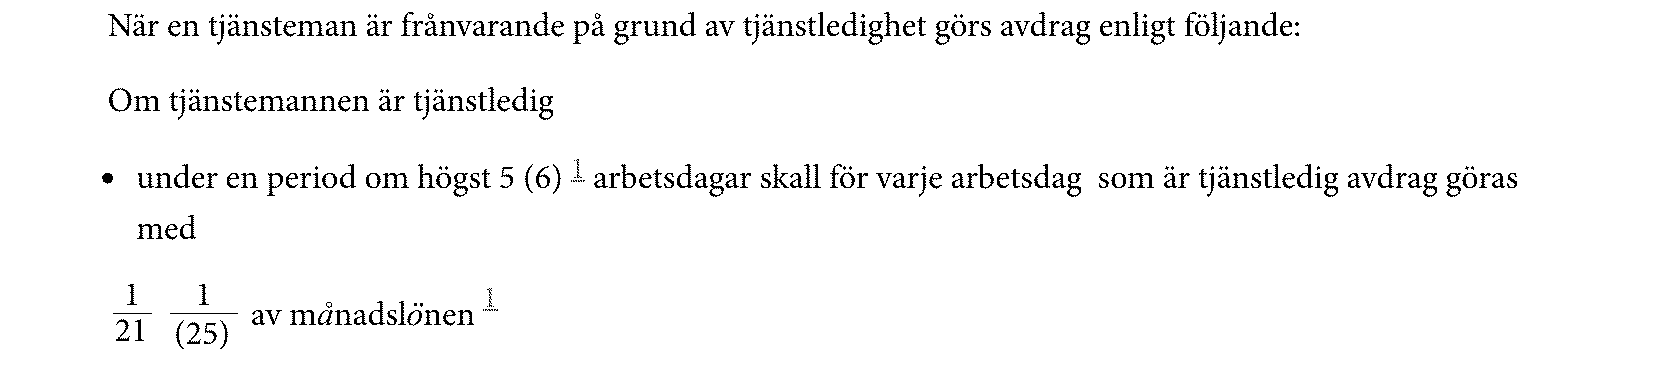 När en tjänsteman är frånvarande på grund av tjänstledighet görs avdrag enligt följande:
Om tjänstemannen är tjänstledig
• under en period om högst 5 (6) 1 arbetsdagar skall för varje arbetsdag som är tjänstledig avdrag göras
med
1/21 1/(25) av månadslönen 1